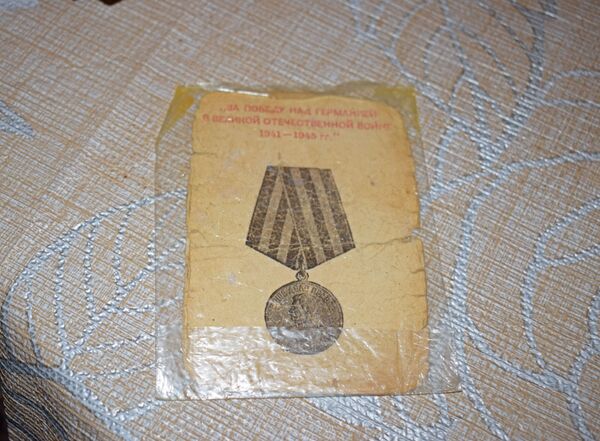 „ЗА ПОБЕДУ НАД ГЕРМАНИЕЙ
В ВЕЛИКОЙ ОТЕЧЕСТВЕННОЙ ВОЙНЕ
1941—1945 гг."